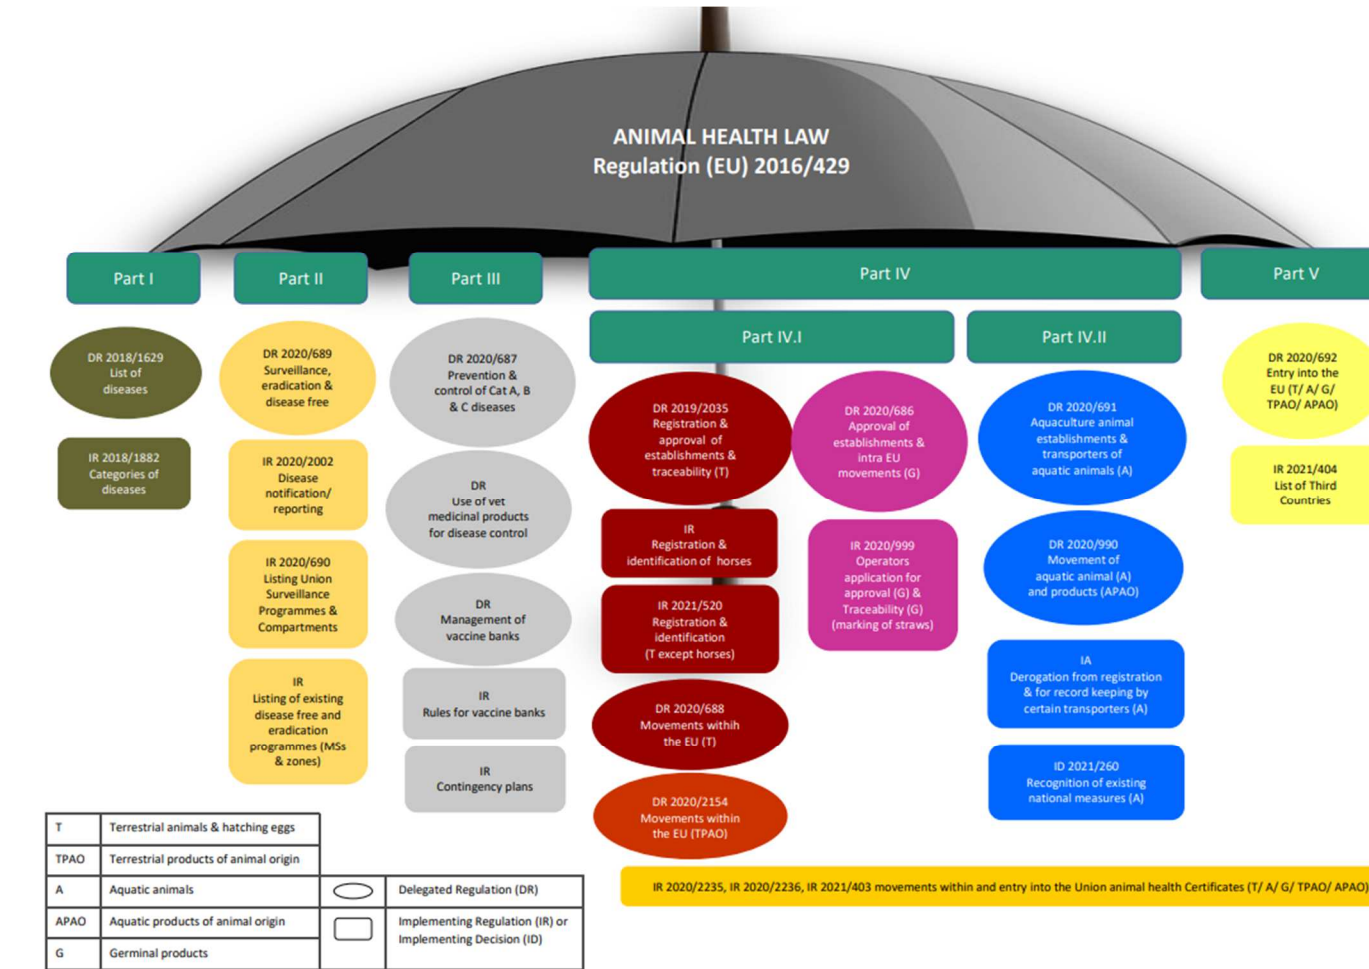 ANIMAL HEALTH LAW
Regulation (EU) 2016/429
Part I
Part II
Part III
Part IV
Part V
Part IV.I
Part IV.II
DR 2018/1629
List of
diseases
IR 2018/1882
Categories of
diseases
DR 2020/689
Surveillance,
eradication &
disease free
IR 2020/2002
Disease
notification/
reporting
IR 2020/690
Listing Union
Surveillance
Programmes &
Compartments
IR
Listing of existing
disease free and
eradication
programmes (MSs
& zones)
DR 2020/687
Prevention &
control of Cat A, B
& C diseases
DR
Use of vet
medicinal products
for disease control
DR
Management of
vaccine banks
IR
Rules for vaccine banks
IR
Contingency plans
DR 2019/2035
Registration &
approval of
establishments &
traceability (T)
IR
Registration &
identification of horses
IR 2021/520
Registration &
identification
(T except horses)
DR 2020/688
Movements withih
the EU (T)
DR 2020/2154
Movements within
the EU (TPAO)
DR 2020/686
Approval of
establishments &
intra EU
movements (G)
IR 2020/999
Operators
application for
approval (G) &
Traceability (G)
(marking of straws)
DR 2020/691
Aquaculture animal
establishments &
transporters of
aquatic animals (A)
DR 2020/990
Movement of
aquatic animal (A)
and products (APAO)
IA
Derogation from registration
& for record keeping by
certain transporters (A)
ID 2021/260
Recognition of existing
national measures (A)
DR 2020/692
Entry into the
EU (T/ A/ G/
TPAO/ APAO)
IR 2021/404
List of Third
Countries
IR 2020/2235, IR 2020/2236, IR 2021/403 movements within and entry into the Union animal health Certificates (T/ A/ G/ TPAO/ APAO)
T Terrestrial animals & hatching eggs
TPAO Terrestrial products of animal origin
A Aquatic animals
APAO Aquatic products of animal origin
G Germinal products
Delegated Regulation (DR)
Implementing Regulation (IR) or
Implementing Decision (ID)